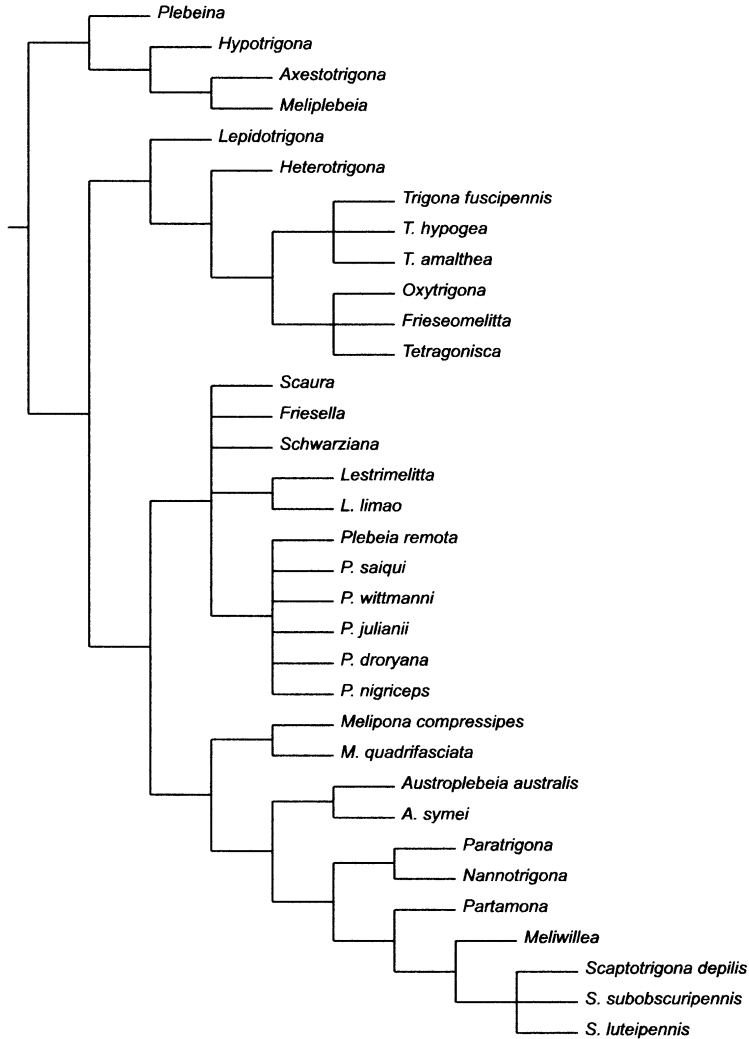 Plebeina
Hypotrigona
Axestotrigona
Meliplebeia
Lepidotrigona
Heterotrigona
Trigona fuscipennis
T. hypogea
T. amalthea
Oxytrigona
Frieseomelitta
Tetragonisca
Scaura
Friesella
Schwarziana
Lestrimelitta
L. limao
Plebeia remota
P. saiqui
P. wittmanni
P. julianii
P. droryana
P. nigriceps
Melipona compressipes
M. quadrifasciata
Austroplebeia australis
A. symei
Paratrigona
Nannotrigona
Partamona
Meliwillea
Scaptotrigona depilis
S. subobscuripennis
S. luteipennis